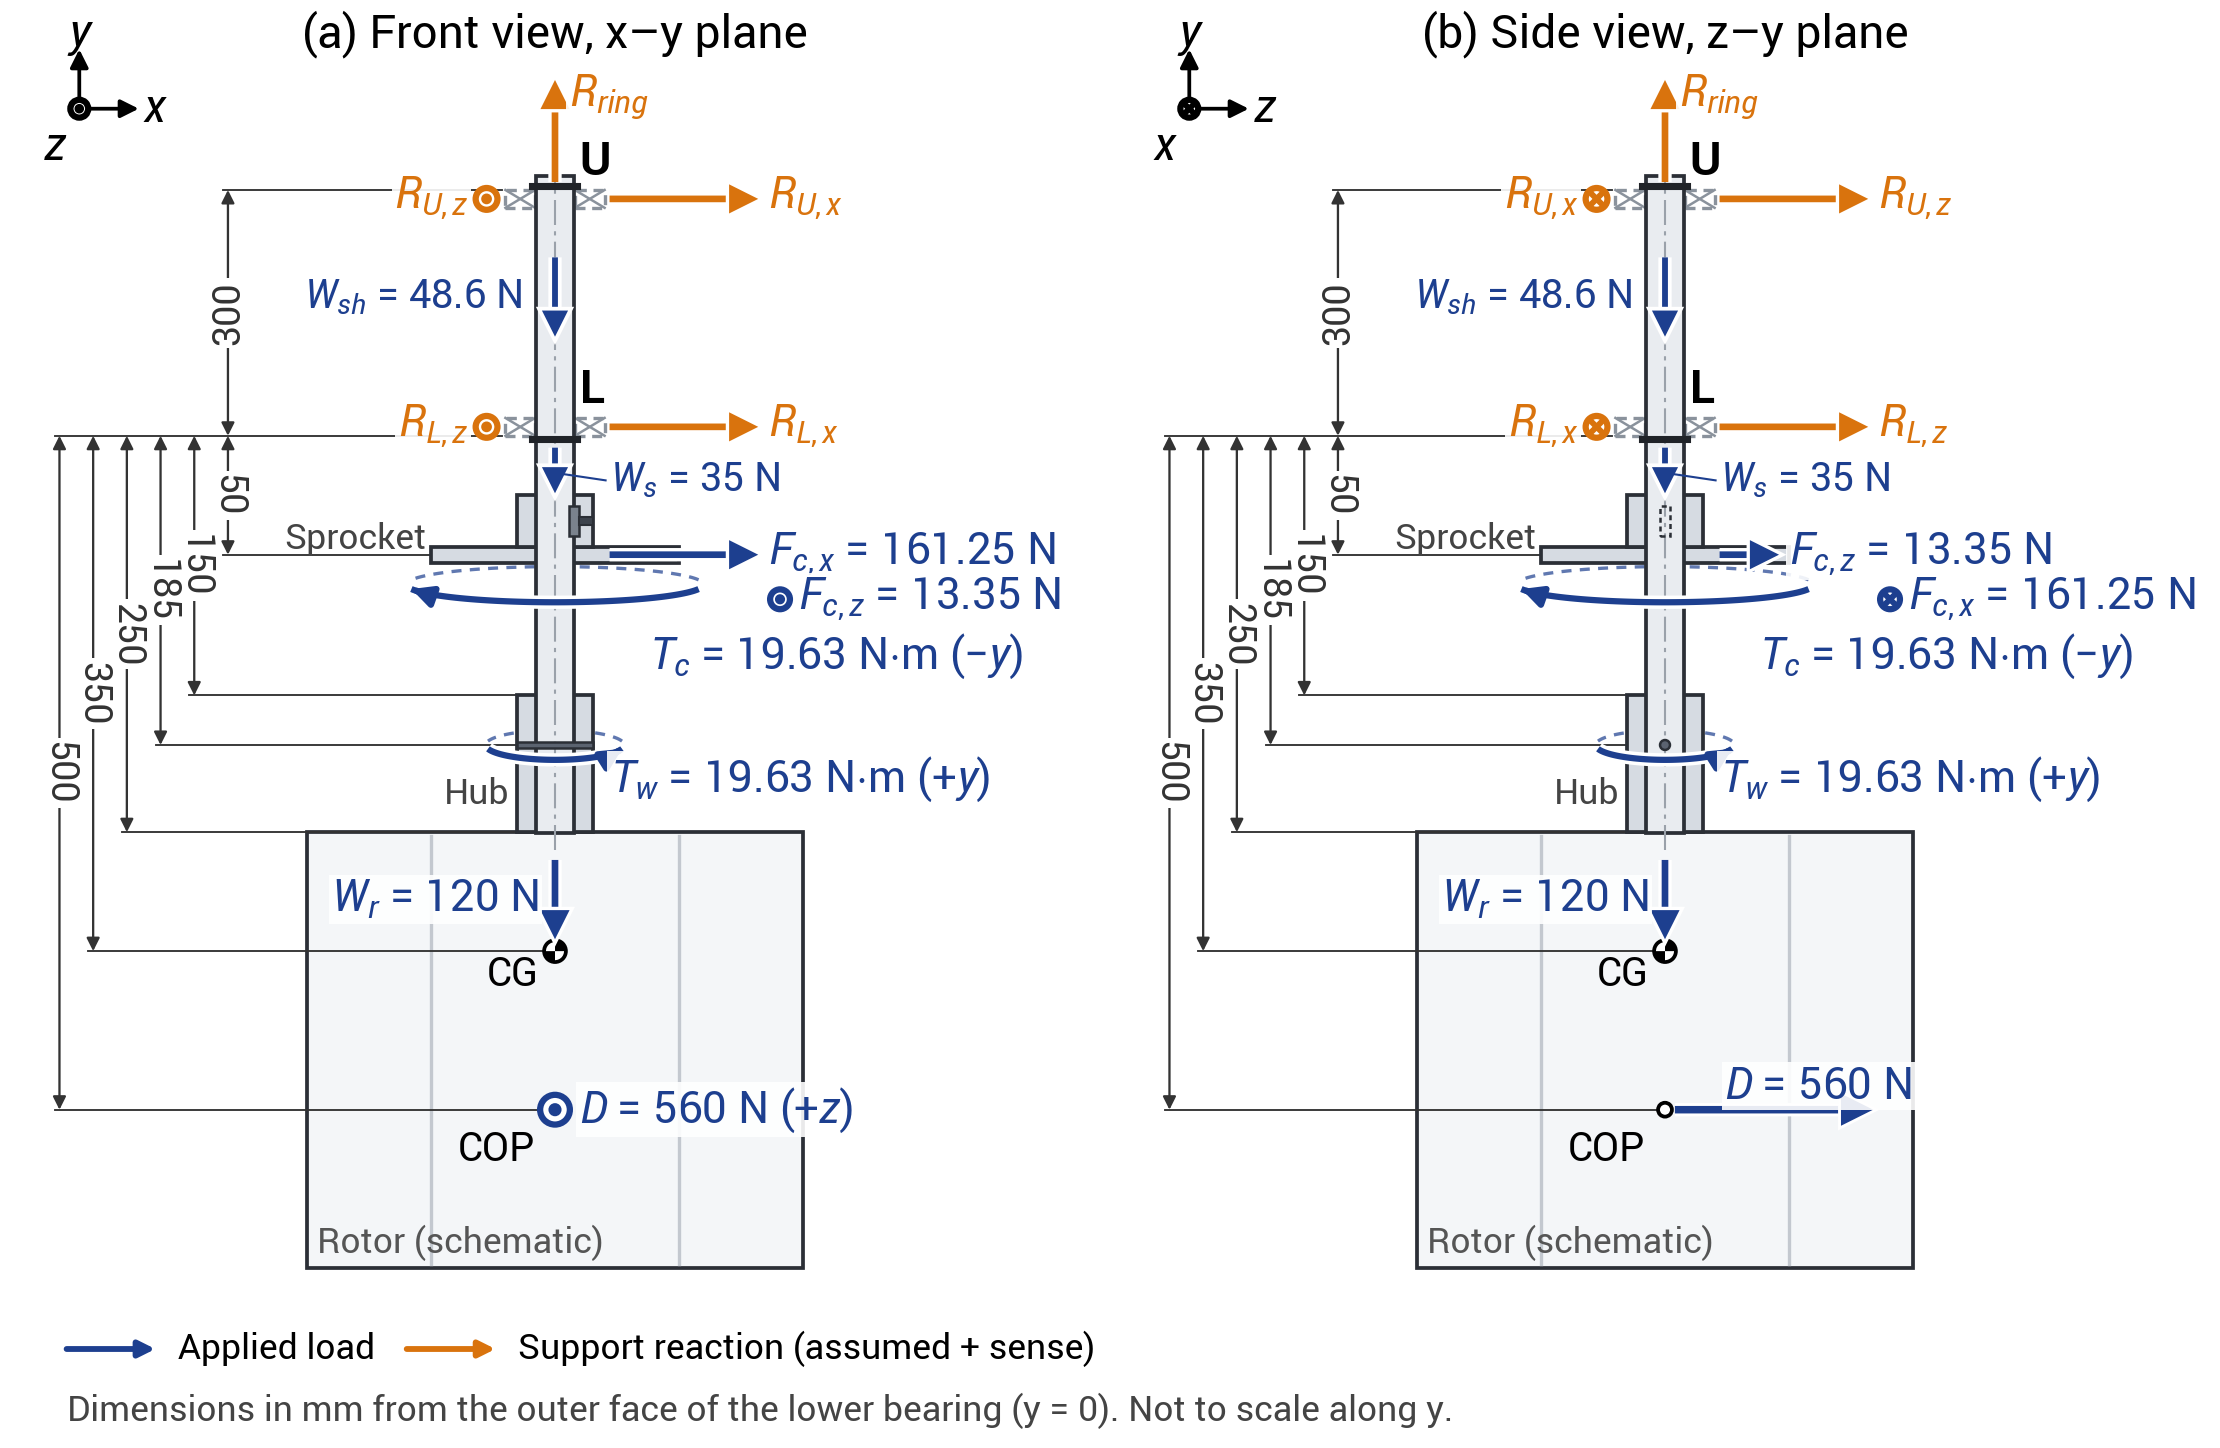 (a) Front view, x–y plane
y
x
z
R_ring
U
R_U,z
R_U,x
W_sh = 48.6 N
300
L
R_L,z
R_L,x
W_s = 35 N
50
Sprocket
F_c,x = 161.25 N
F_c,z = 13.35 N
T_c = 19.63 N·m (−y)
150
185
250
350
500
T_w = 19.63 N·m (+y)
Hub
W_r = 120 N
CG
D = 560 N (+z)
COP
Rotor (schematic)
(b) Side view, z–y plane
y
z
x
R_ring
U
R_U,x
R_U,z
W_sh = 48.6 N
300
L
R_L,x
R_L,z
W_s = 35 N
50
Sprocket
F_c,z = 13.35 N
F_c,x = 161.25 N
T_c = 19.63 N·m (−y)
150
185
250
350
500
T_w = 19.63 N·m (+y)
Hub
W_r = 120 N
CG
D = 560 N
COP
Rotor (schematic)
Applied load
Support reaction (assumed + sense)
Dimensions in mm from the outer face of the lower bearing (y = 0). Not to scale along y.